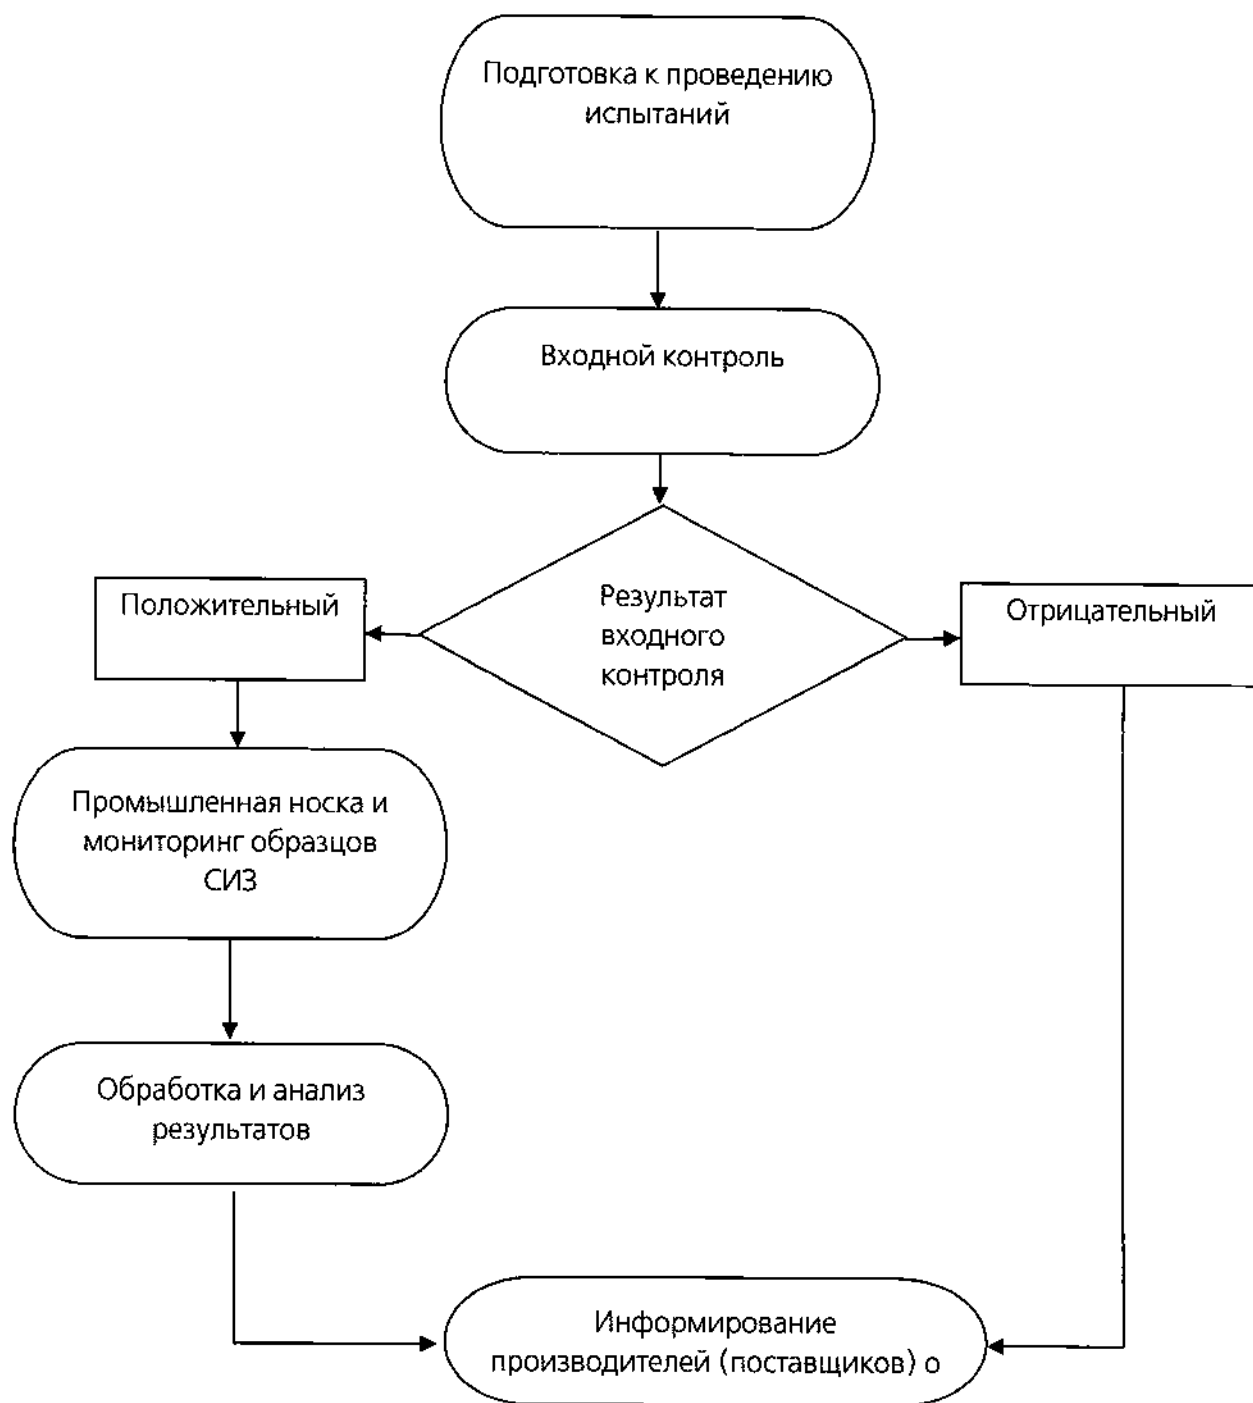 Подготовка к проведению
испытаний
Входной контроль
Результат
входного
контроля
Положительный
Отрицательный
Промышленная носка и
мониторинг образцов
СИЗ
Обработка и анализ
результатов
Информирование
производителей (поставщиков) о